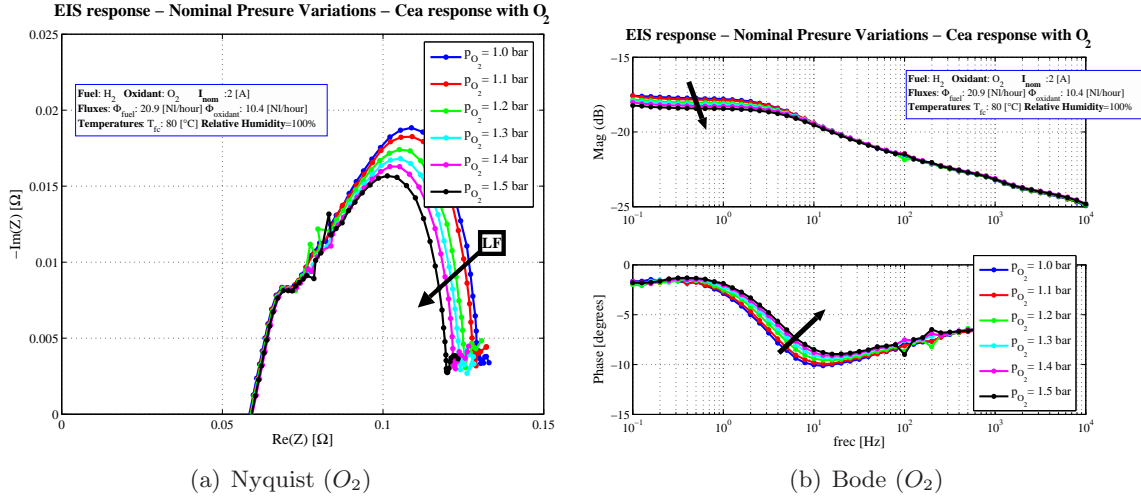 EIS response − Nominal Presure Variations − Cea response with O2
0.025
0.02
0.015
0.01
0.005
0
−Im(Z) [Ω]
Fuel: H2 Oxidant: O2 Inom :2 [A]
Fluxes: Φfuel: 20.9 [Nl/hour] Φoxidant: 10.4 [Nl/hour]
Temperatures: Tfc: 80 [°C] Relative Humidity=100%
pO2 = 1.0 bar
pO2 = 1.1 bar
pO2 = 1.2 bar
pO2 = 1.3 bar
pO2 = 1.4 bar
pO2 = 1.5 bar
LF
0 0.05 0.1 0.15
Re(Z) [Ω]
(a) Nyquist (O2)
EIS response − Nominal Presure Variations − Cea response with O2
−15
−20
−25
Mag (dB)
Fuel: H2 Oxidant: O2 Inom :2 [A]
Fluxes: Φfuel: 20.9 [Nl/hour] Φoxidant: 10.4 [Nl/hour]
Temperatures: Tfc: 80 [°C] Relative Humidity=100%
10−1 100 101 102 103 104
0
−5
−10
−15
Phase [degrees]
pO2 = 1.0 bar
pO2 = 1.1 bar
pO2 = 1.2 bar
pO2 = 1.3 bar
pO2 = 1.4 bar
pO2 = 1.5 bar
10−1 100 101 102 103 104
frec [Hz]
(b) Bode (O2)